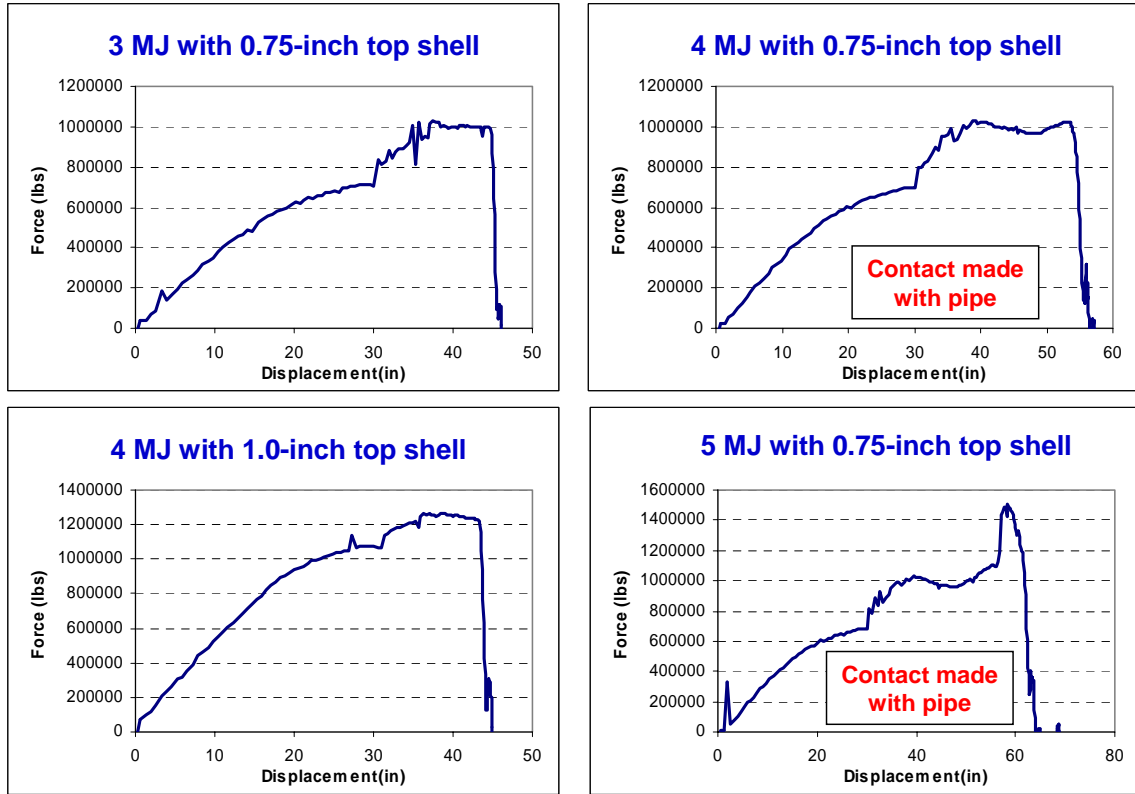 3 MJ with 0.75-inch top shell
1200000
1000000
800000
600000
400000
200000
0
Force (lbs)
0 10 20 30 40 50
Displacement(in)
4 MJ with 0.75-inch top shell
1200000
1000000
800000
600000
400000
200000
0
Force (lbs)
Contact made
with pipe
0 10 20 30 40 50 60
Displacement(in)
4 MJ with 1.0-inch top shell
1400000
1200000
1000000
800000
600000
400000
200000
0
Force (lbs)
0 10 20 30 40 50
Displacement(in)
5 MJ with 0.75-inch top shell
1600000
1400000
1200000
1000000
800000
600000
400000
200000
0
Force (lbs)
Contact made
with pipe
0 20 40 60 80
Displacement(in)